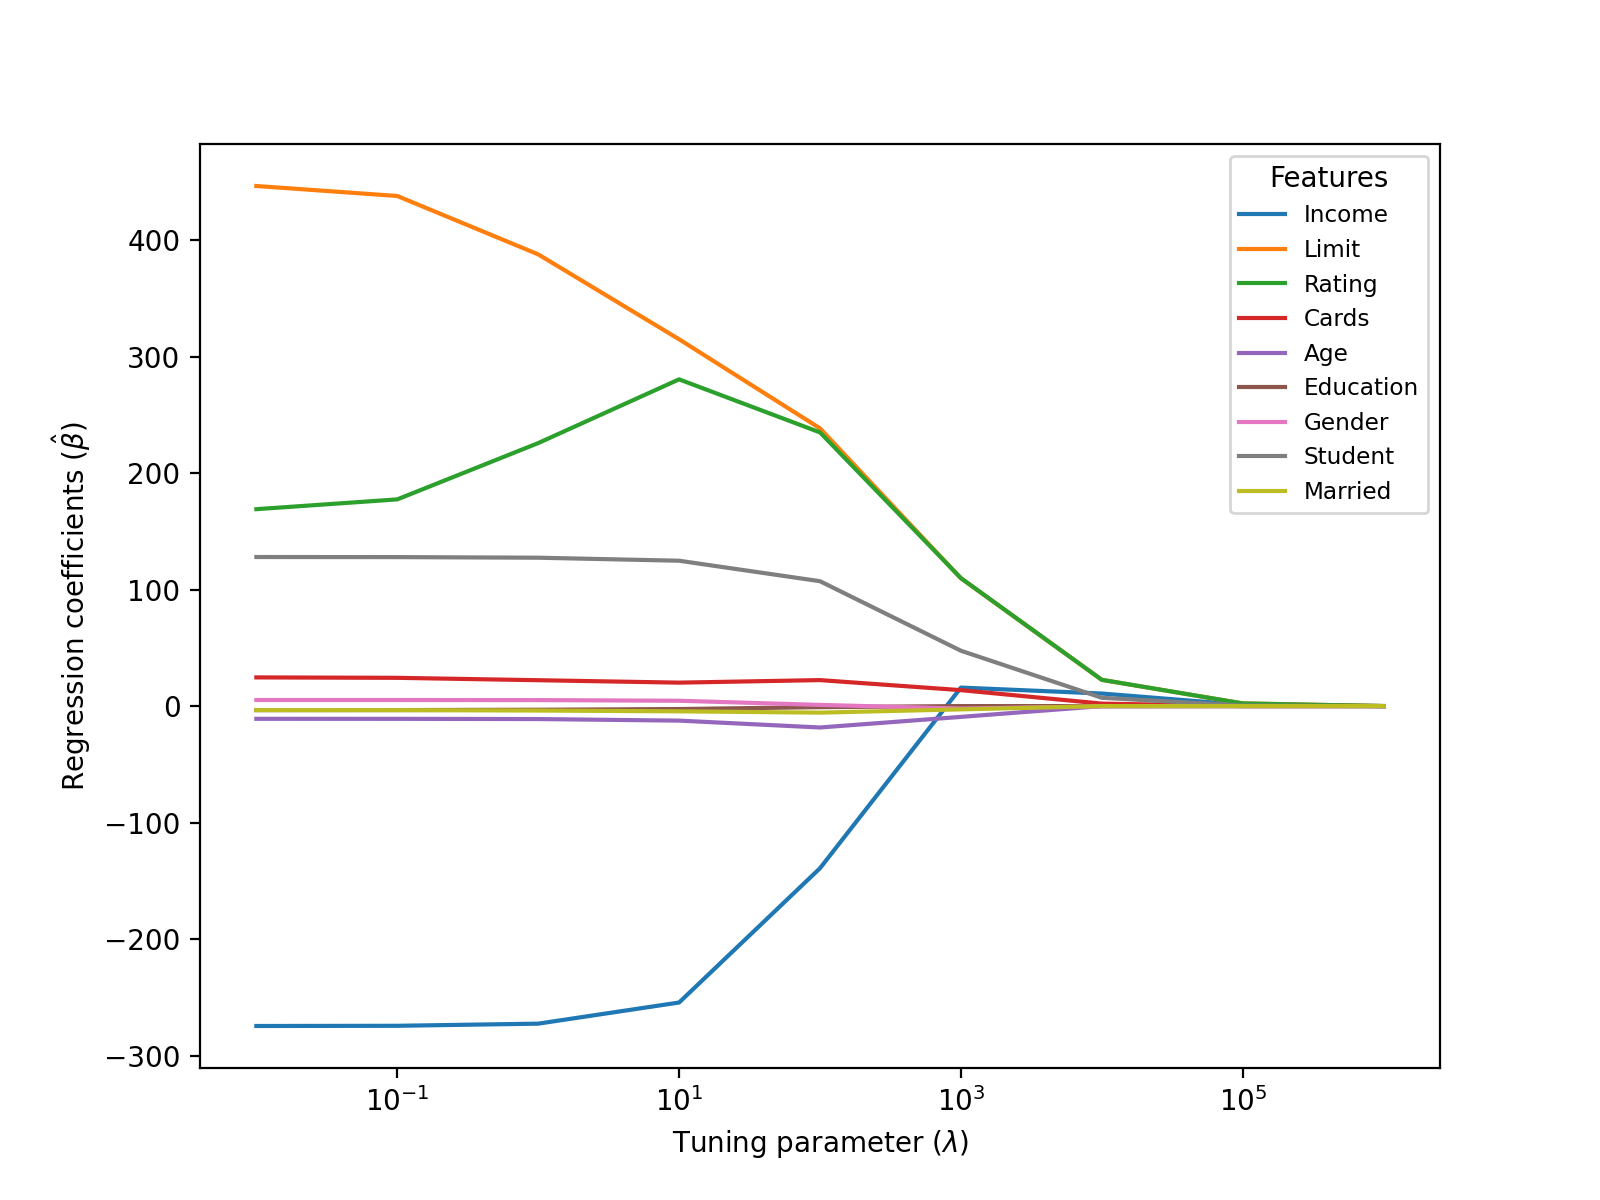 Features
Income
Limit
Rating
Cards
Age
Education
Gender
Student
Married
400
300
200
100
0
−100
−200
−300
Regression coefficients (β̂)
10⁻¹ 10¹ 10³ 10⁵
Tuning parameter (λ)